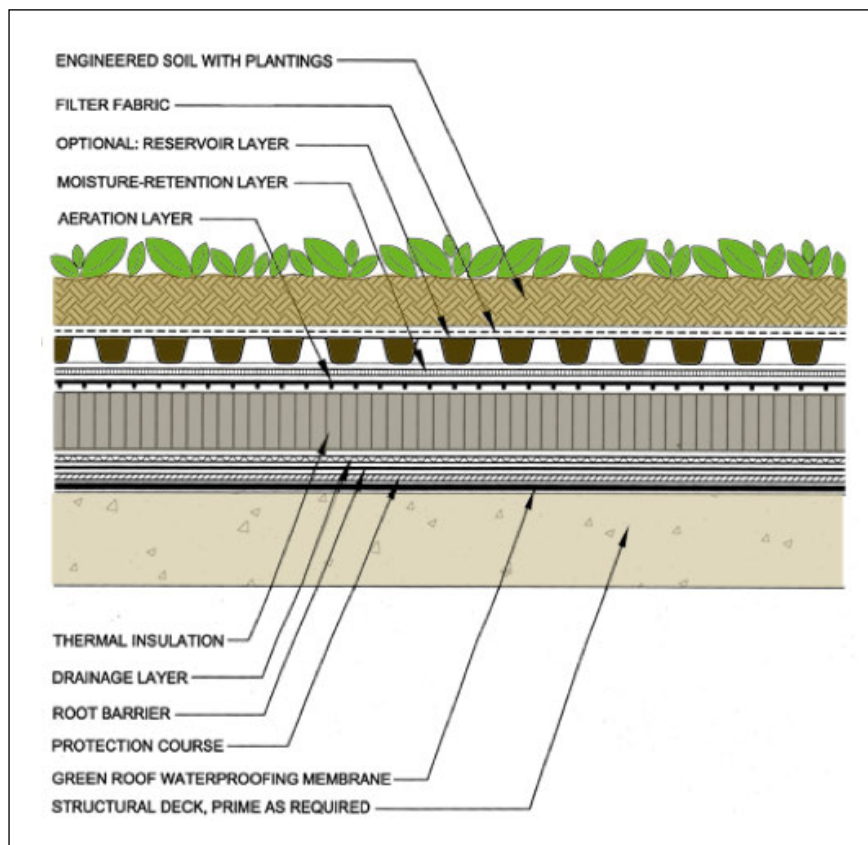 ENGINEERED SOIL WITH PLANTINGS
FILTER FABRIC
OPTIONAL: RESERVOIR LAYER
MOISTURE-RETENTION LAYER
AERATION LAYER
THERMAL INSULATION
DRAINAGE LAYER
ROOT BARRIER
PROTECTION COURSE
GREEN ROOF WATERPROOFING MEMBRANE
STRUCTURAL DECK, PRIME AS REQUIRED